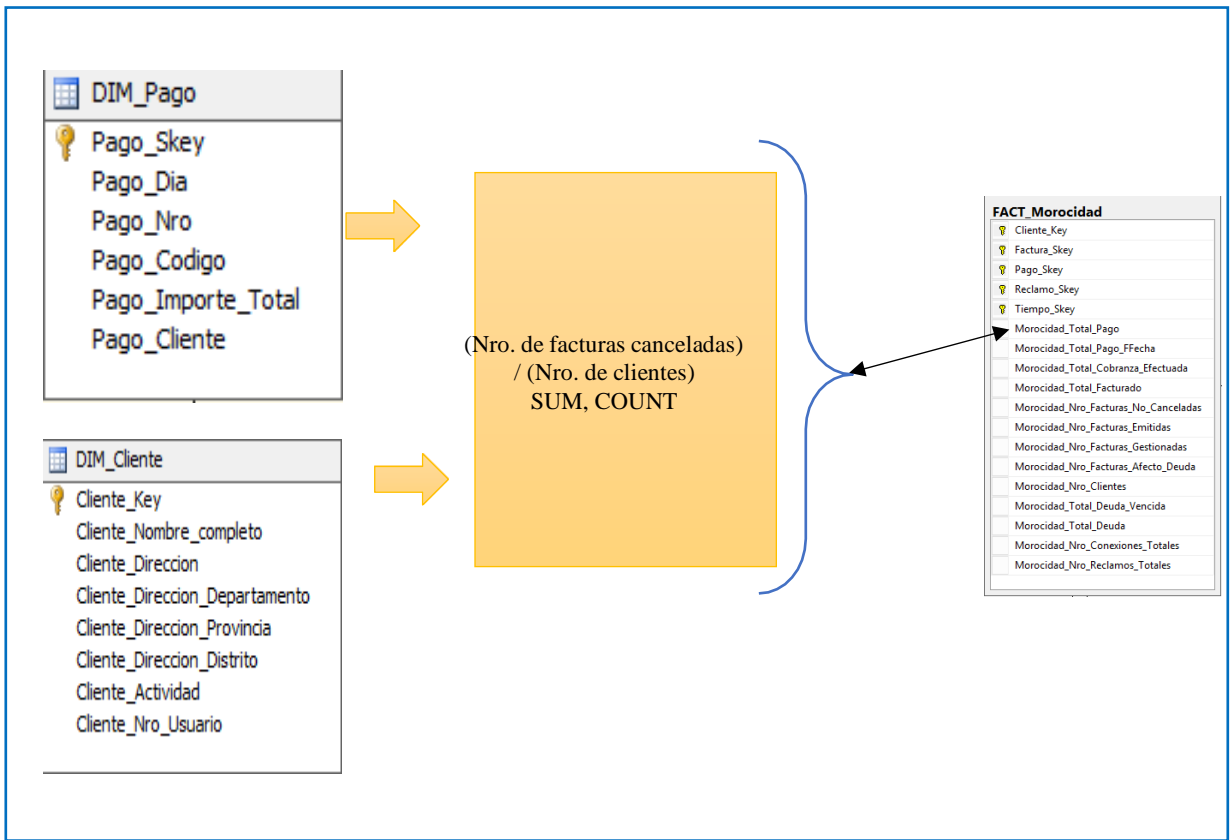 DIM_Pago
Pago_Skey
Pago_Dia
Pago_Nro
Pago_Codigo
Pago_Importe_Total
Pago_Cliente
DIM_Cliente
Cliente_Key
Cliente_Nombre_completo
Cliente_Direccion
Cliente_Direccion_Departamento
Cliente_Direccion_Provincia
Cliente_Direccion_Distrito
Cliente_Actividad
Cliente_Nro_Usuario
(Nro. de facturas canceladas)
/ (Nro. de clientes)
SUM, COUNT
FACT_Morocidad
Cliente_Key
Factura_Skey
Pago_Skey
Reclamo_Skey
Tiempo_Skey
Morocidad_Total_Pago
Morocidad_Total_Pago_FFecha
Morocidad_Total_Cobranza_Efectuada
Morocidad_Total_Facturado
Morocidad_Nro_Facturas_No_Canceladas
Morocidad_Nro_Facturas_Emitidas
Morocidad_Nro_Facturas_Gestionadas
Morocidad_Nro_Facturas_Afecto_Deuda
Morocidad_Nro_Clientes
Morocidad_Total_Deuda_Vencida
Morocidad_Total_Deuda
Morocidad_Nro_Conexiones_Totales
Morocidad_Nro_Reclamos_Totales